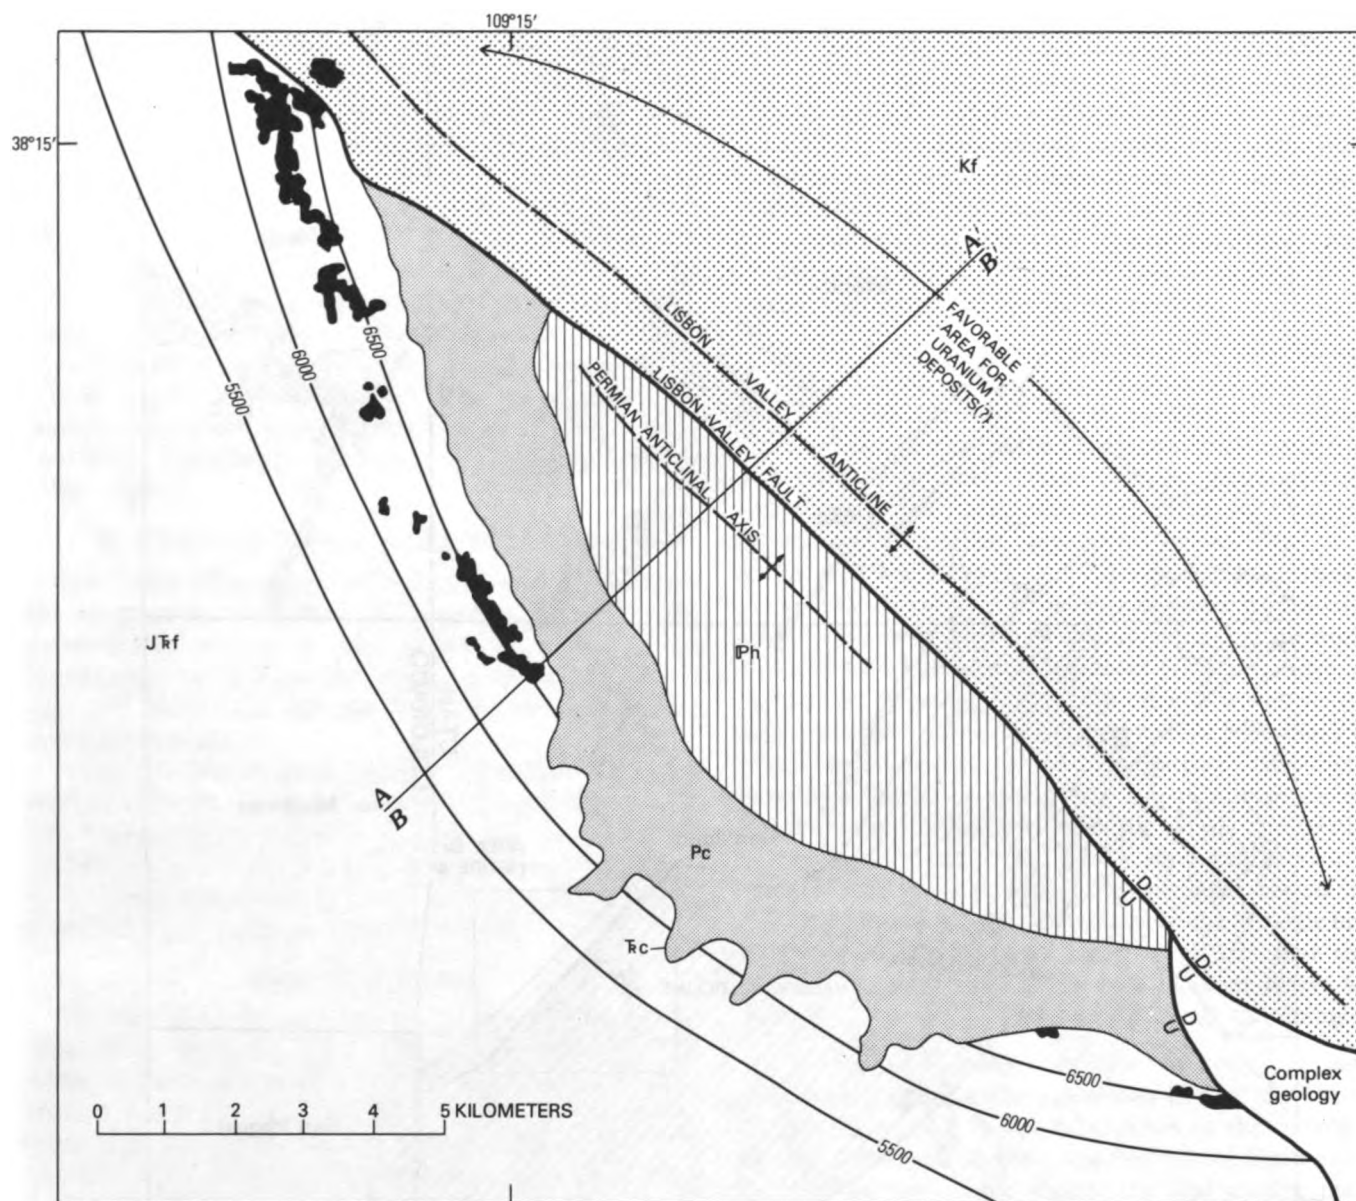 109°15'
38°15'
Kf
A'
B'
FAVORABLE
AREA FOR
URANIUM
DEPOSITS(?)
LISBON VALLEY ANTICLINE
LISBON VALLEY FAULT
PERMIAN ANTICLINAL AXIS
6500
6000
5500
JTRf
IPh
A
B
Pc
TRc
D
U
D
U
D
U
6500
6000
5500
Complex
geology
0 1 2 3 4 5 KILOMETERS